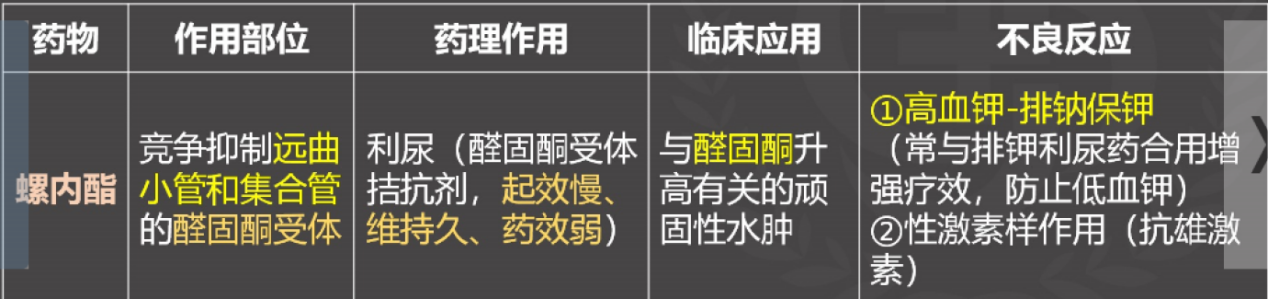 药物 作用部位 药理作用 临床应用 不良反应
螺内酯
竞争抑制远曲
小管和集合管
的醛固酮受体
利尿（醛固酮受体
拮抗剂，起效慢、
维持久、药效弱）
与醛固酮升
高有关的顽
固性水肿
①高血钾-排钠保钾
（常与排钾利尿药合用增
强疗效，防止低血钾）
②性激素样作用（抗雄激
素）